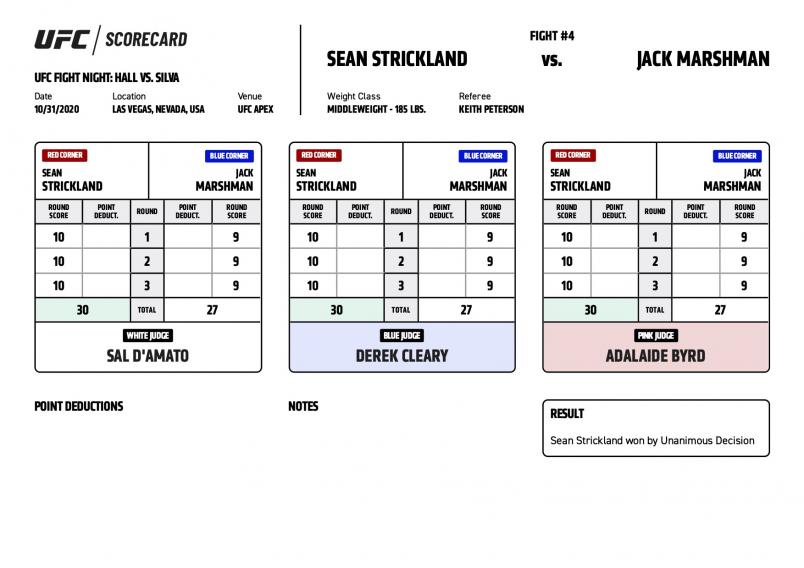 UFC / SCORECARD
UFC FIGHT NIGHT: HALL VS. SILVA
Date Location Venue
10/31/2020 LAS VEGAS, NEVADA, USA UFC APEX
FIGHT #4
SEAN STRICKLAND vs. JACK MARSHMAN
Weight Class Referee
MIDDLEWEIGHT - 185 LBS. KEITH PETERSON
RED CORNER BLUE CORNER
SEAN JACK
STRICKLAND MARSHMAN
ROUND SCORE POINT DEDUCT. ROUND POINT DEDUCT. ROUND SCORE
10 1 9
10 2 9
10 3 9
30 TOTAL 27
WHITE JUDGE
SAL D'AMATO
RED CORNER BLUE CORNER
SEAN JACK
STRICKLAND MARSHMAN
ROUND SCORE POINT DEDUCT. ROUND POINT DEDUCT. ROUND SCORE
10 1 9
10 2 9
10 3 9
30 TOTAL 27
BLUE JUDGE
DEREK CLEARY
RED CORNER BLUE CORNER
SEAN JACK
STRICKLAND MARSHMAN
ROUND SCORE POINT DEDUCT. ROUND POINT DEDUCT. ROUND SCORE
10 1 9
10 2 9
10 3 9
30 TOTAL 27
PINK JUDGE
ADALAIDE BYRD
POINT DEDUCTIONS
NOTES
RESULT
Sean Strickland won by Unanimous Decision